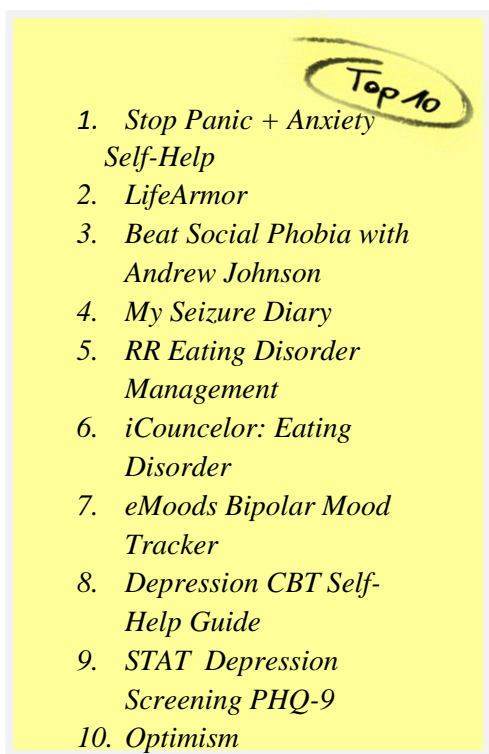 Top 10
1. Stop Panic + Anxiety
Self-Help
2. LifeArmor
3. Beat Social Phobia with
Andrew Johnson
4. My Seizure Diary
5. RR Eating Disorder
Management
6. iCouncelor: Eating
Disorder
7. eMoods Bipolar Mood
Tracker
8. Depression CBT Self-
Help Guide
9. STAT Depression
Screening PHQ-9
10. Optimism